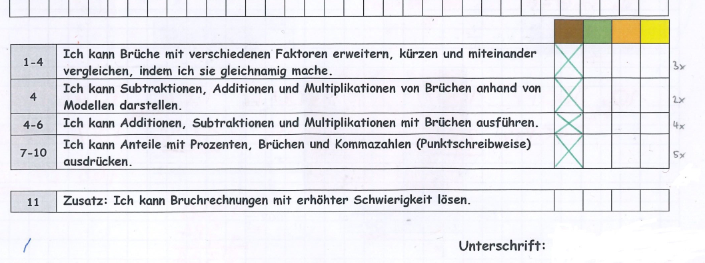 1-4 Ich kann Brüche mit verschiedenen Faktoren erweitern, kürzen und miteinander
vergleichen, indem ich sie gleichnamig mache. 3x
4 Ich kann Subtraktionen, Additionen und Multiplikationen von Brüchen anhand von
Modellen darstellen. 2x
4-6 Ich kann Additionen, Subtraktionen und Multiplikationen mit Brüchen ausführen. 4x
7-10 Ich kann Anteile mit Prozenten, Brüchen und Kommazahlen (Punktschreibweise)
ausdrücken. 5x
11 Zusatz: Ich kann Bruchrechnungen mit erhöhter Schwierigkeit lösen.
Unterschrift: